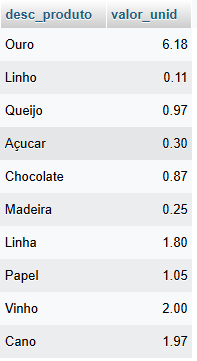 desc_produto valor_unid
Ouro 6.18
Linho 0.11
Queijo 0.97
Açucar 0.30
Chocolate 0.87
Madeira 0.25
Linha 1.80
Papel 1.05
Vinho 2.00
Cano 1.97